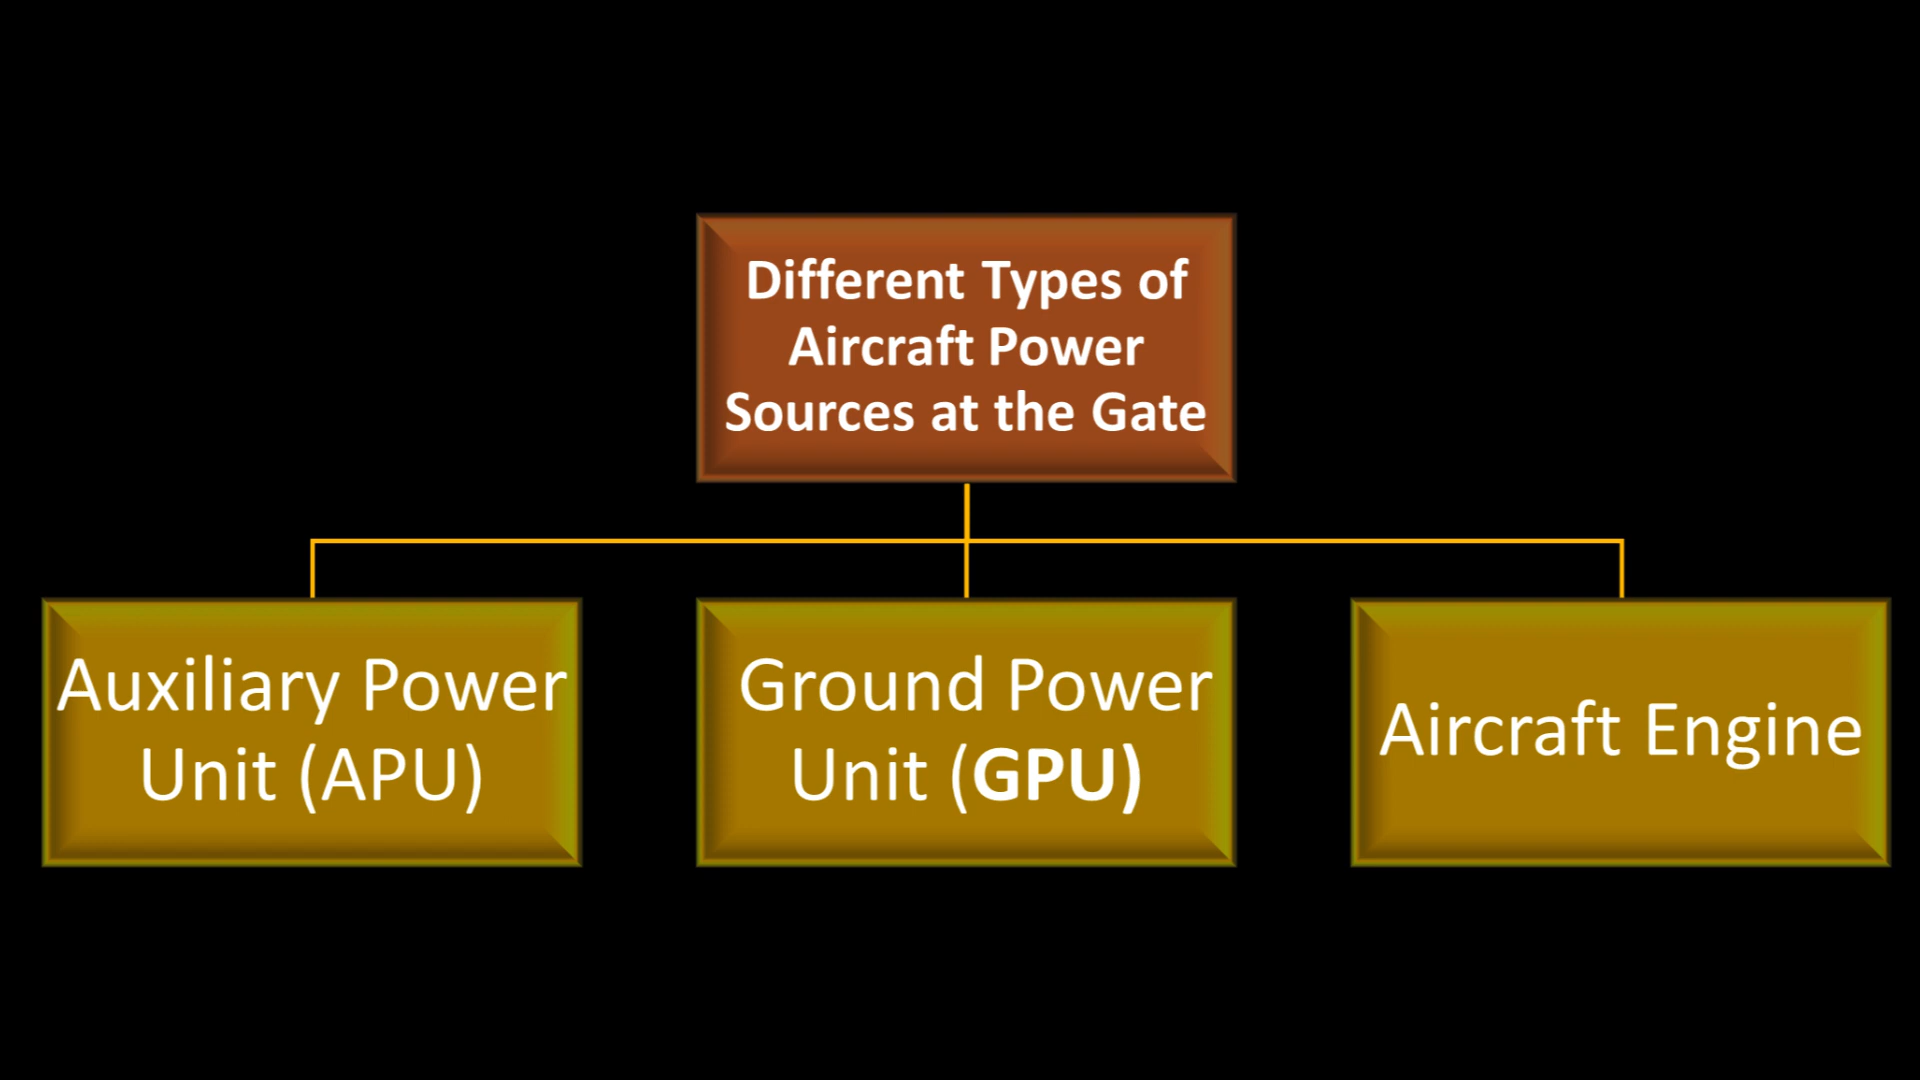 Different Types of
Aircraft Power
Sources at the Gate
Auxiliary Power
Unit (APU)
Ground Power
Unit (GPU)
Aircraft Engine